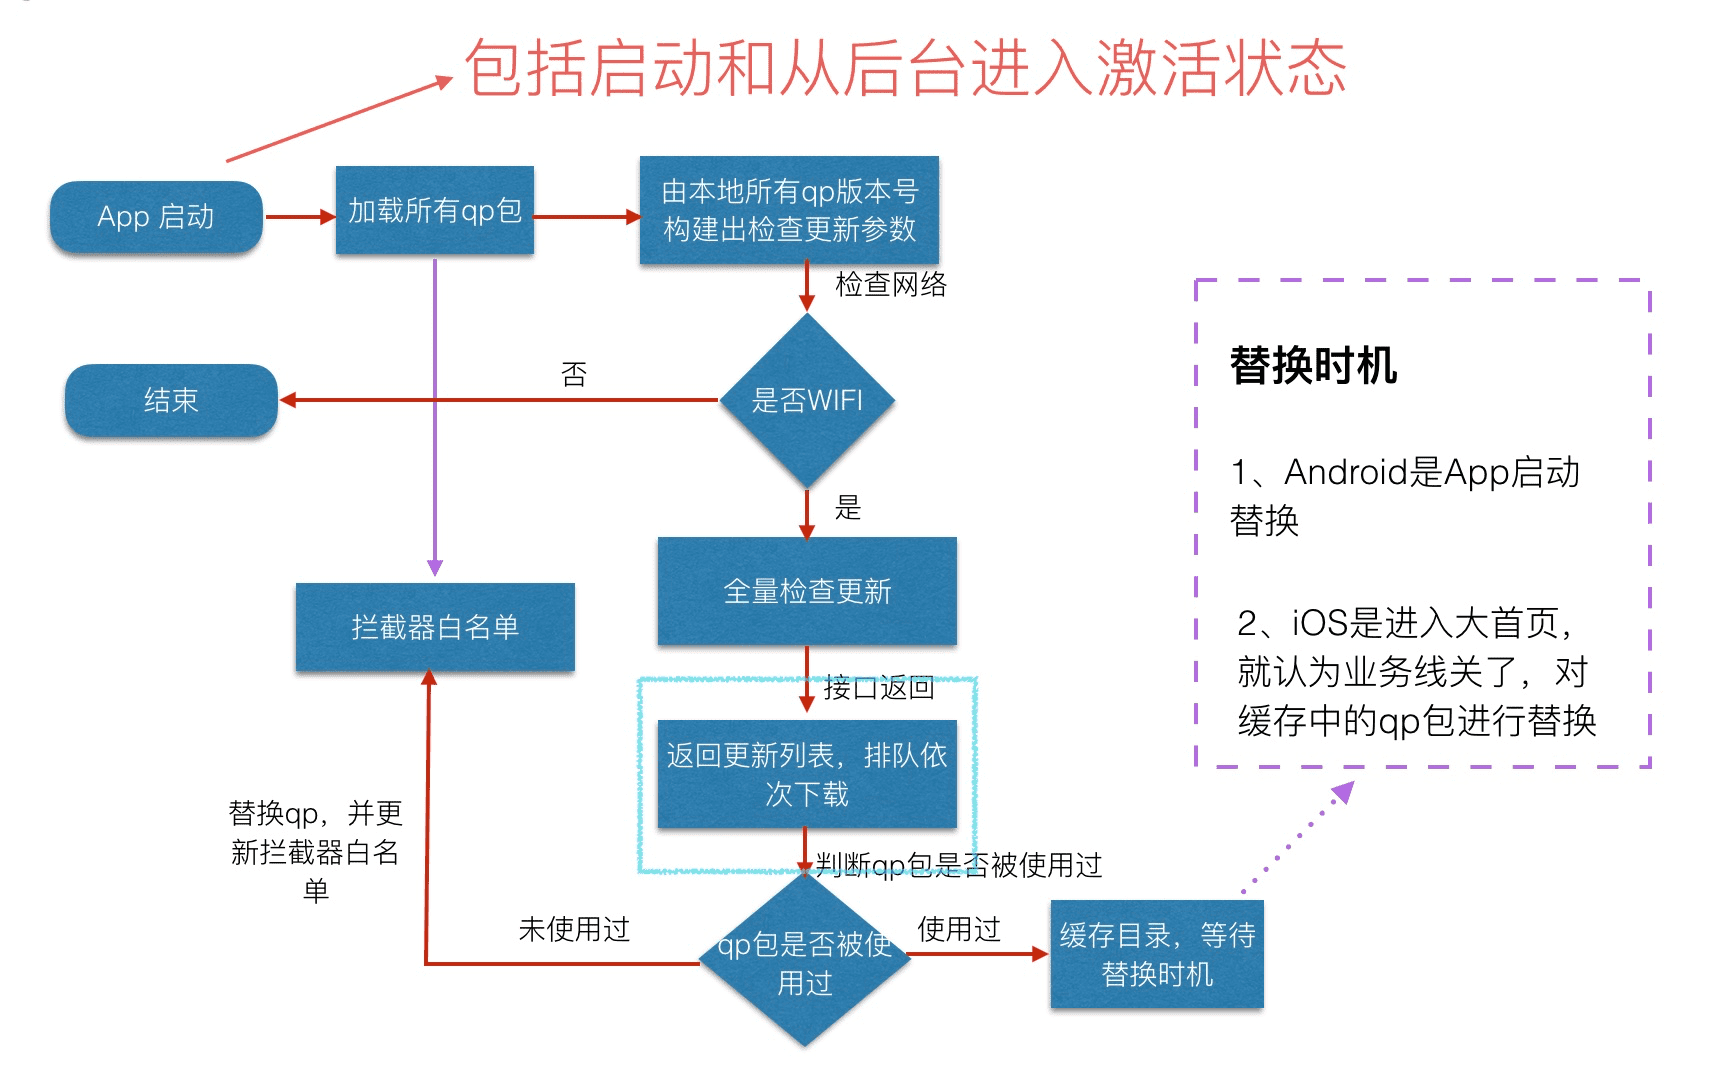 包括启动和从后台进入激活状态
App 启动
加载所有qp包
由本地所有qp版本号
构建出检查更新参数
检查网络
是否WIFI
否
结束
是
全量检查更新
拦截器白名单
接口返回
返回更新列表，排队依
次下载
判断qp包是否被使用过
qp包是否被使
用过
未使用过
使用过
替换qp，并更
新拦截器白名
单
缓存目录，等待
替换时机
替换时机
1、Android是App启动
替换
2、iOS是进入大首页，
就认为业务线关了，对
缓存中的qp包进行替换